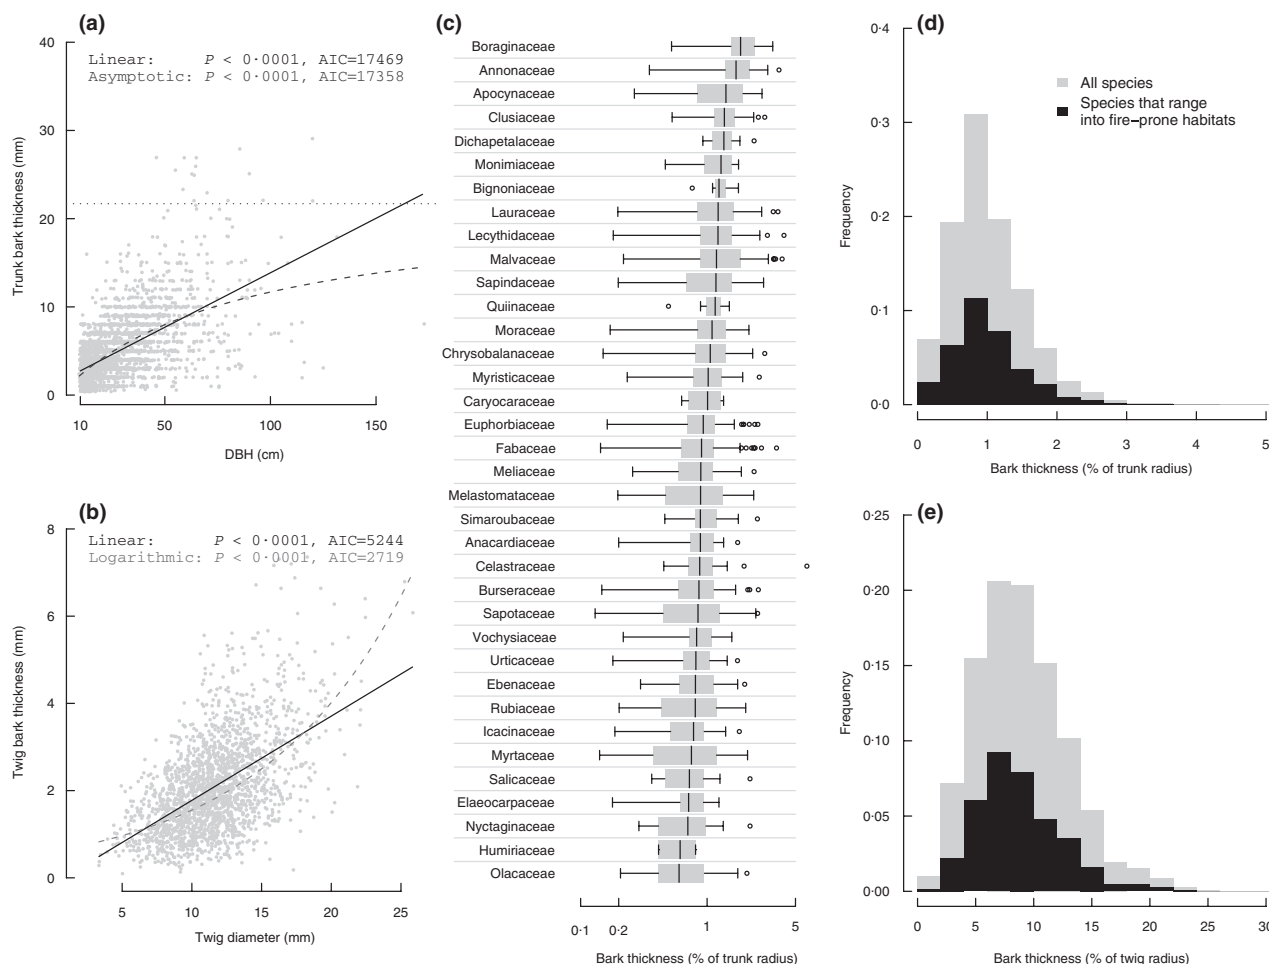 (a)
40
30
20
10
0
Trunk bark thickness (mm)
Linear: P < 0·0001, AIC=17469
Asymptotic: P < 0·0001, AIC=17358
10 50 100 150
DBH (cm)
(b)
8
6
4
2
0
Twig bark thickness (mm)
Linear: P < 0·0001, AIC=5244
Logarithmic: P < 0·0001, AIC=2719
5 10 15 20 25
Twig diameter (mm)
(c)
Boraginaceae
Annonaceae
Apocynaceae
Clusiaceae
Dichapetalaceae
Monimiaceae
Bignoniaceae
Lauraceae
Lecythidaceae
Malvaceae
Sapindaceae
Quiinaceae
Moraceae
Chrysobalanaceae
Myristicaceae
Caryocaraceae
Euphorbiaceae
Fabaceae
Meliaceae
Melastomataceae
Simaroubaceae
Anacardiaceae
Celastraceae
Burseraceae
Sapotaceae
Vochysiaceae
Urticaceae
Ebenaceae
Rubiaceae
Icacinaceae
Myrtaceae
Salicaceae
Elaeocarpaceae
Nyctaginaceae
Humiriaceae
Olacaceae
0·1 0·2 1 5
Bark thickness (% of trunk radius)
(d)
0·4
0·3
0·2
0·1
0·0
Frequency
All species
Species that range
into fire–prone habitats
0 1 2 3 4 5
Bark thickness (% of trunk radius)
(e)
0·25
0·20
0·15
0·10
0·05
0·00
Frequency
0 5 10 15 20 25 30
Bark thickness (% of twig radius)